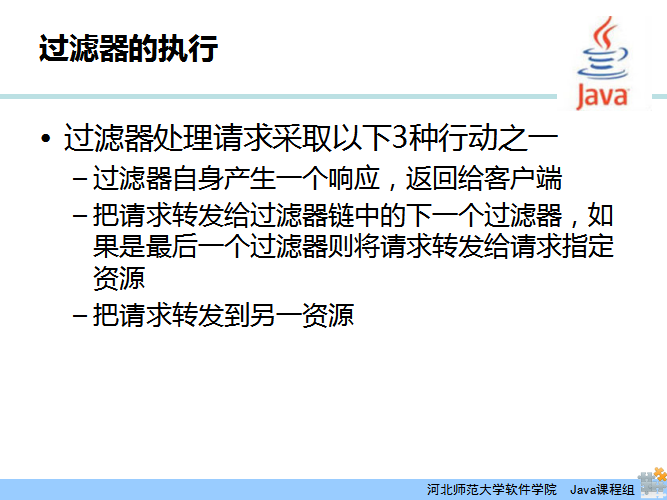 过滤器的执行
Java
• 过滤器处理请求采取以下3种行动之一
– 过滤器自身产生一个响应，返回给客户端
– 把请求转发给过滤器链中的下一个过滤器，如
果是最后一个过滤器则将请求转发给请求指定
资源
– 把请求转发到另一资源
河北师范大学软件学院 Java课程组